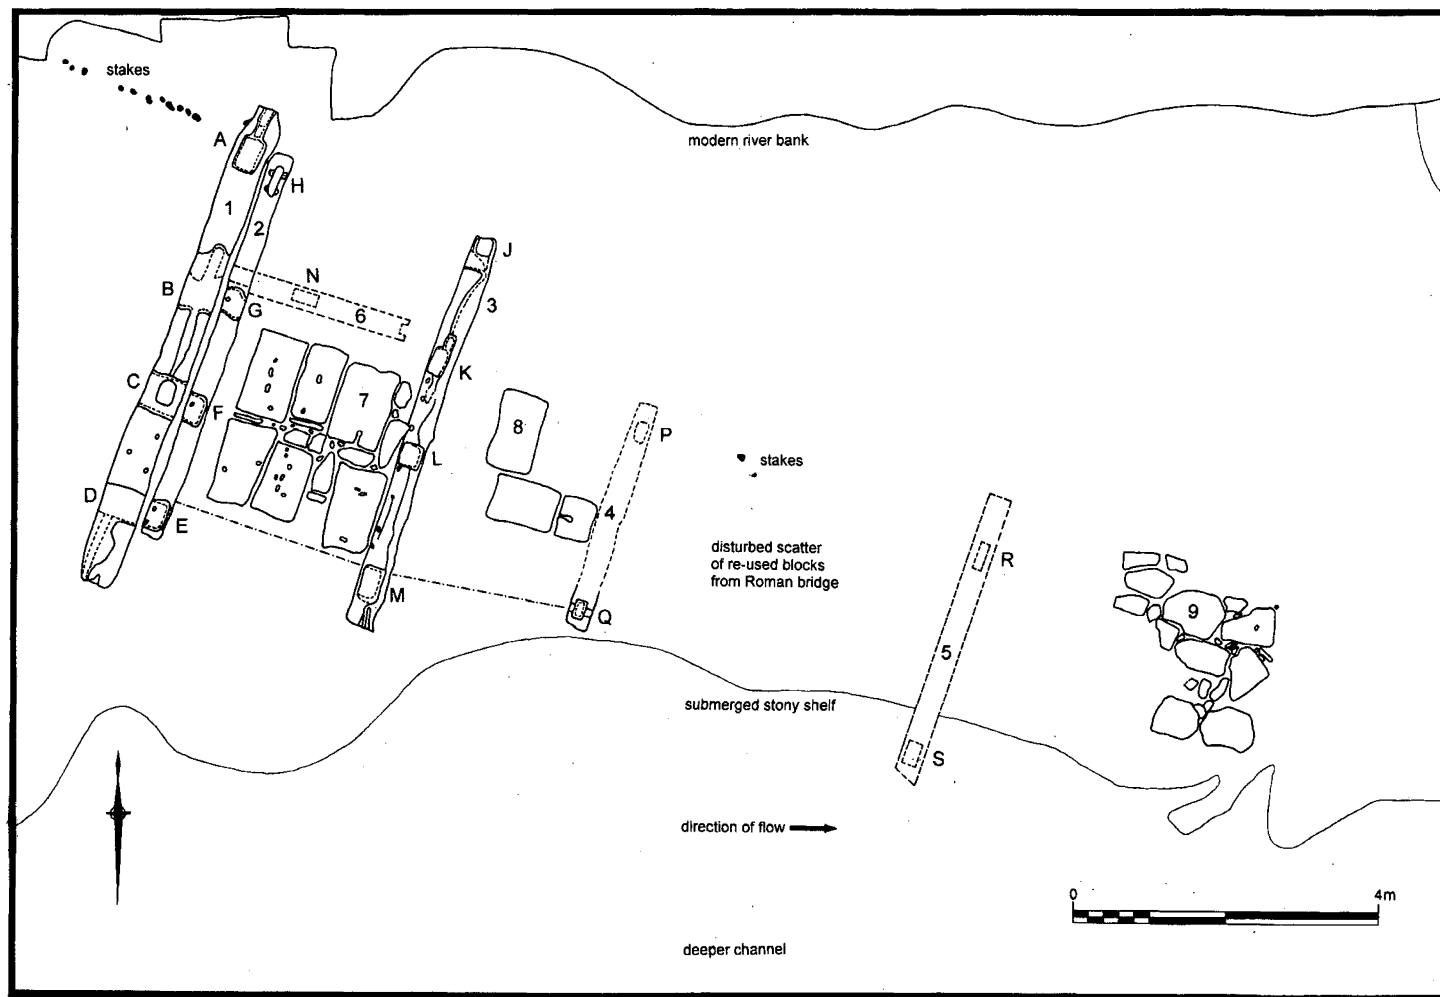 stakes
modern river bank
A
H
1
2
J
B
N
3
G
6
K
C
7
F
8
P
L
stakes
D
4
E
disturbed scatter
of re-used blocks
from Roman bridge
R
M
Q
9
5
submerged stony shelf
S
direction of flow
0 4m
deeper channel